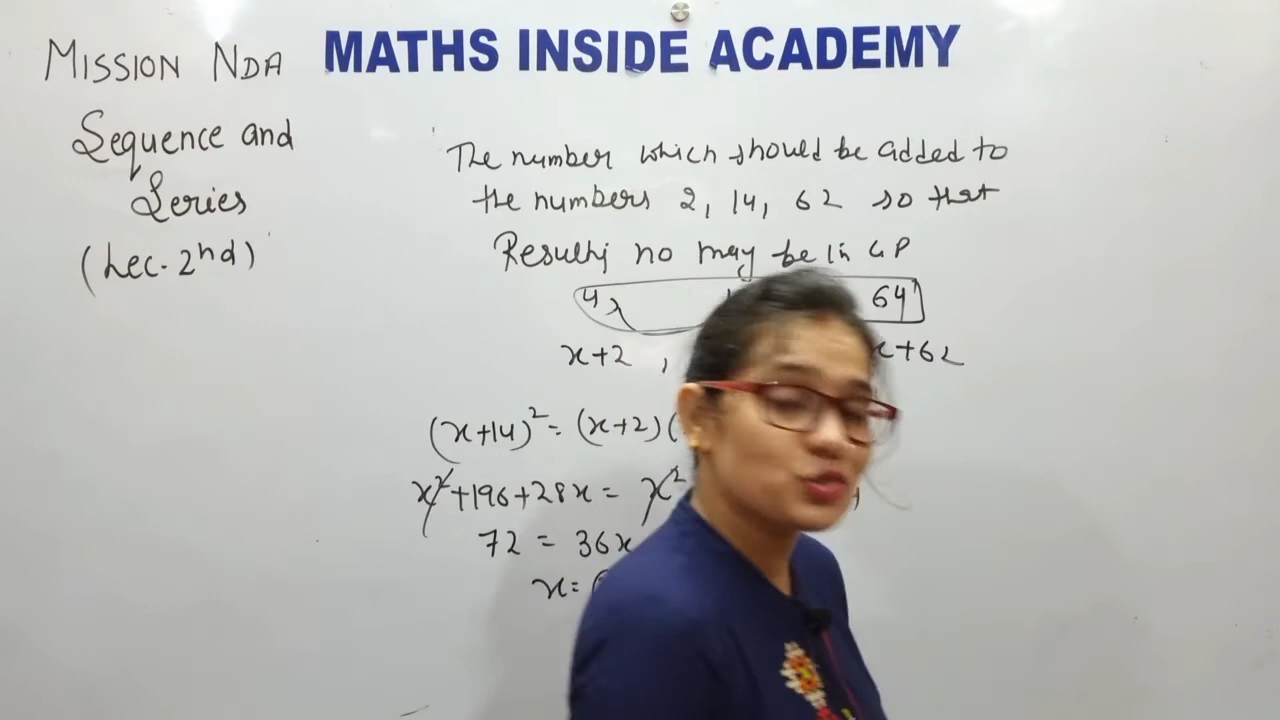 MATHS INSIDE ACADEMY
MISSION NDA
Sequence and
Series
(Lec. 2nd)
The number which should be added to
the numbers 2, 14, 62 so that
Resulting no may be in GP
4, 64
x+2 , x+62
(x+14)² = (x+2)(
x²+196+28x = x²
72 = 36x
x=